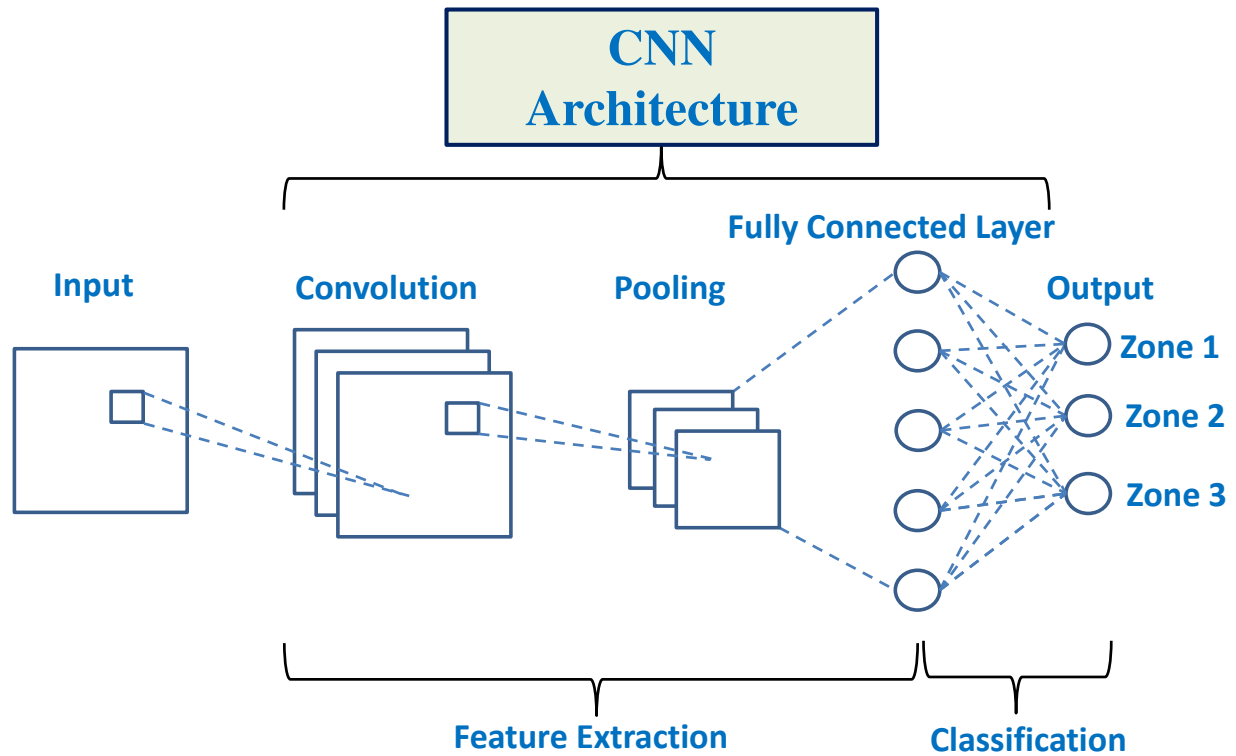 CNN
Architecture
Fully Connected Layer
Input
Convolution
Pooling
Output
Zone 1
Zone 2
Zone 3
Feature Extraction
Classification